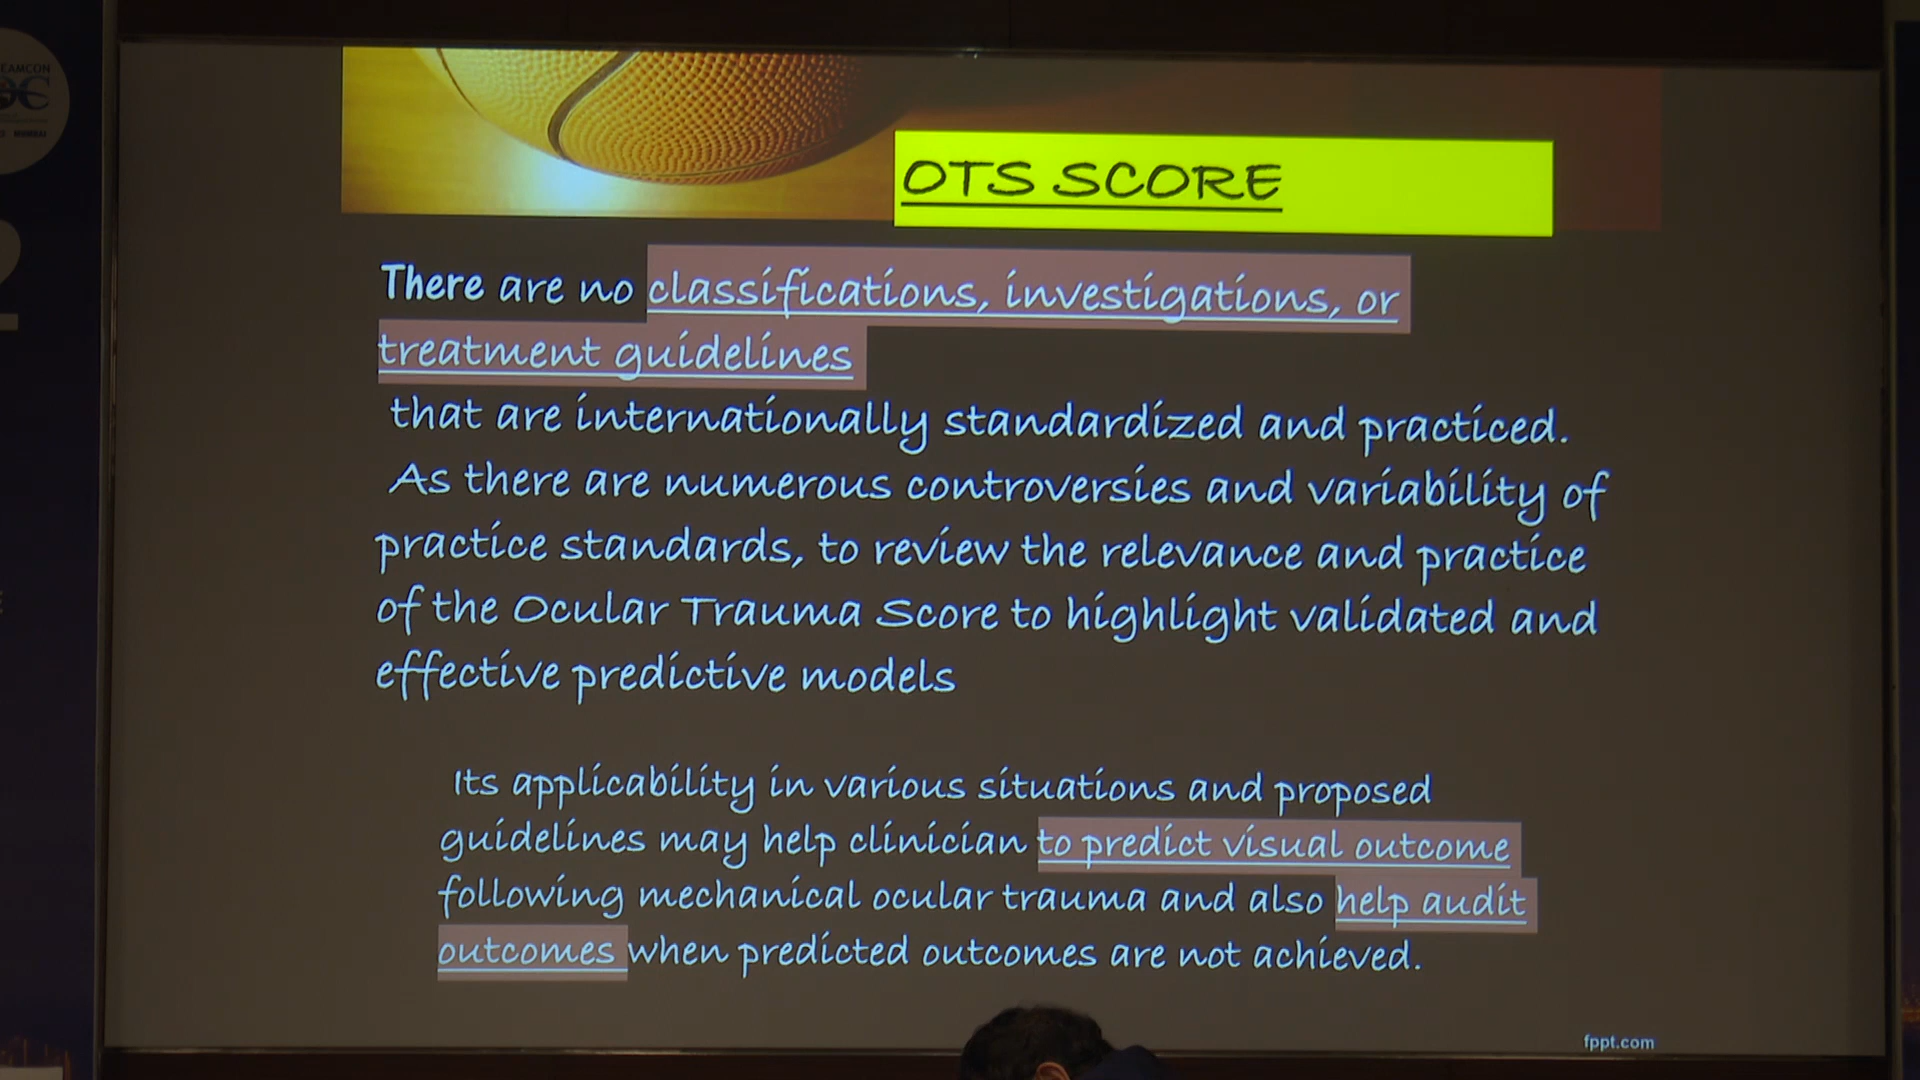 EAMCON
MUMBAI
2
OTS SCORE
There are no classifications, investigations, or
treatment guidelines
that are internationally standardized and practiced.
As there are numerous controversies and variability of
practice standards, to review the relevance and practice
of the Ocular Trauma Score to highlight validated and
effective predictive models
Its applicability in various situations and proposed
guidelines may help clinician to predict visual outcome
following mechanical ocular trauma and also help audit
outcomes when predicted outcomes are not achieved.
fppt.com